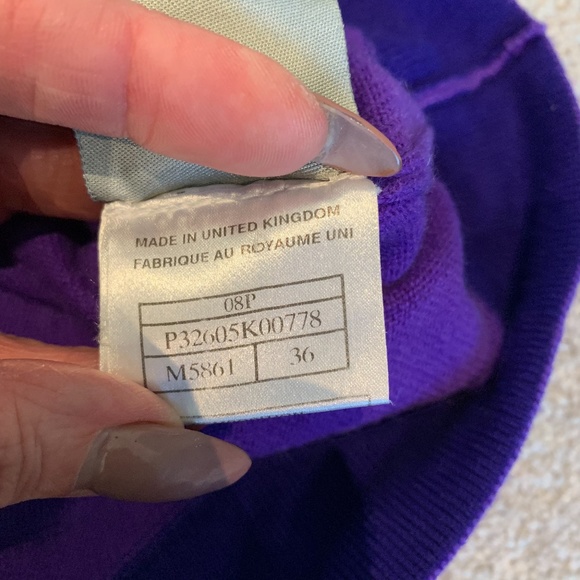 MADE IN UNITED KINGDOM
FABRIQUE AU ROYAUME UNI
08P
P32605K00778
M5861 36